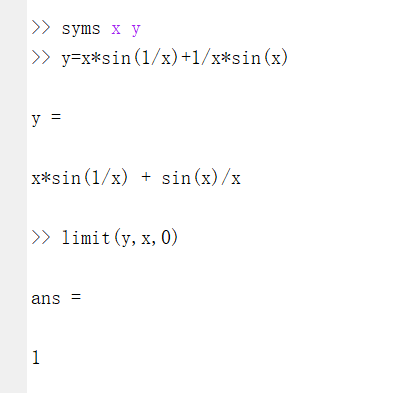 >> syms x y
>> y=x*sin(1/x)+1/x*sin(x)
y =
x*sin(1/x) + sin(x)/x
>> limit(y,x,0)
ans =
1